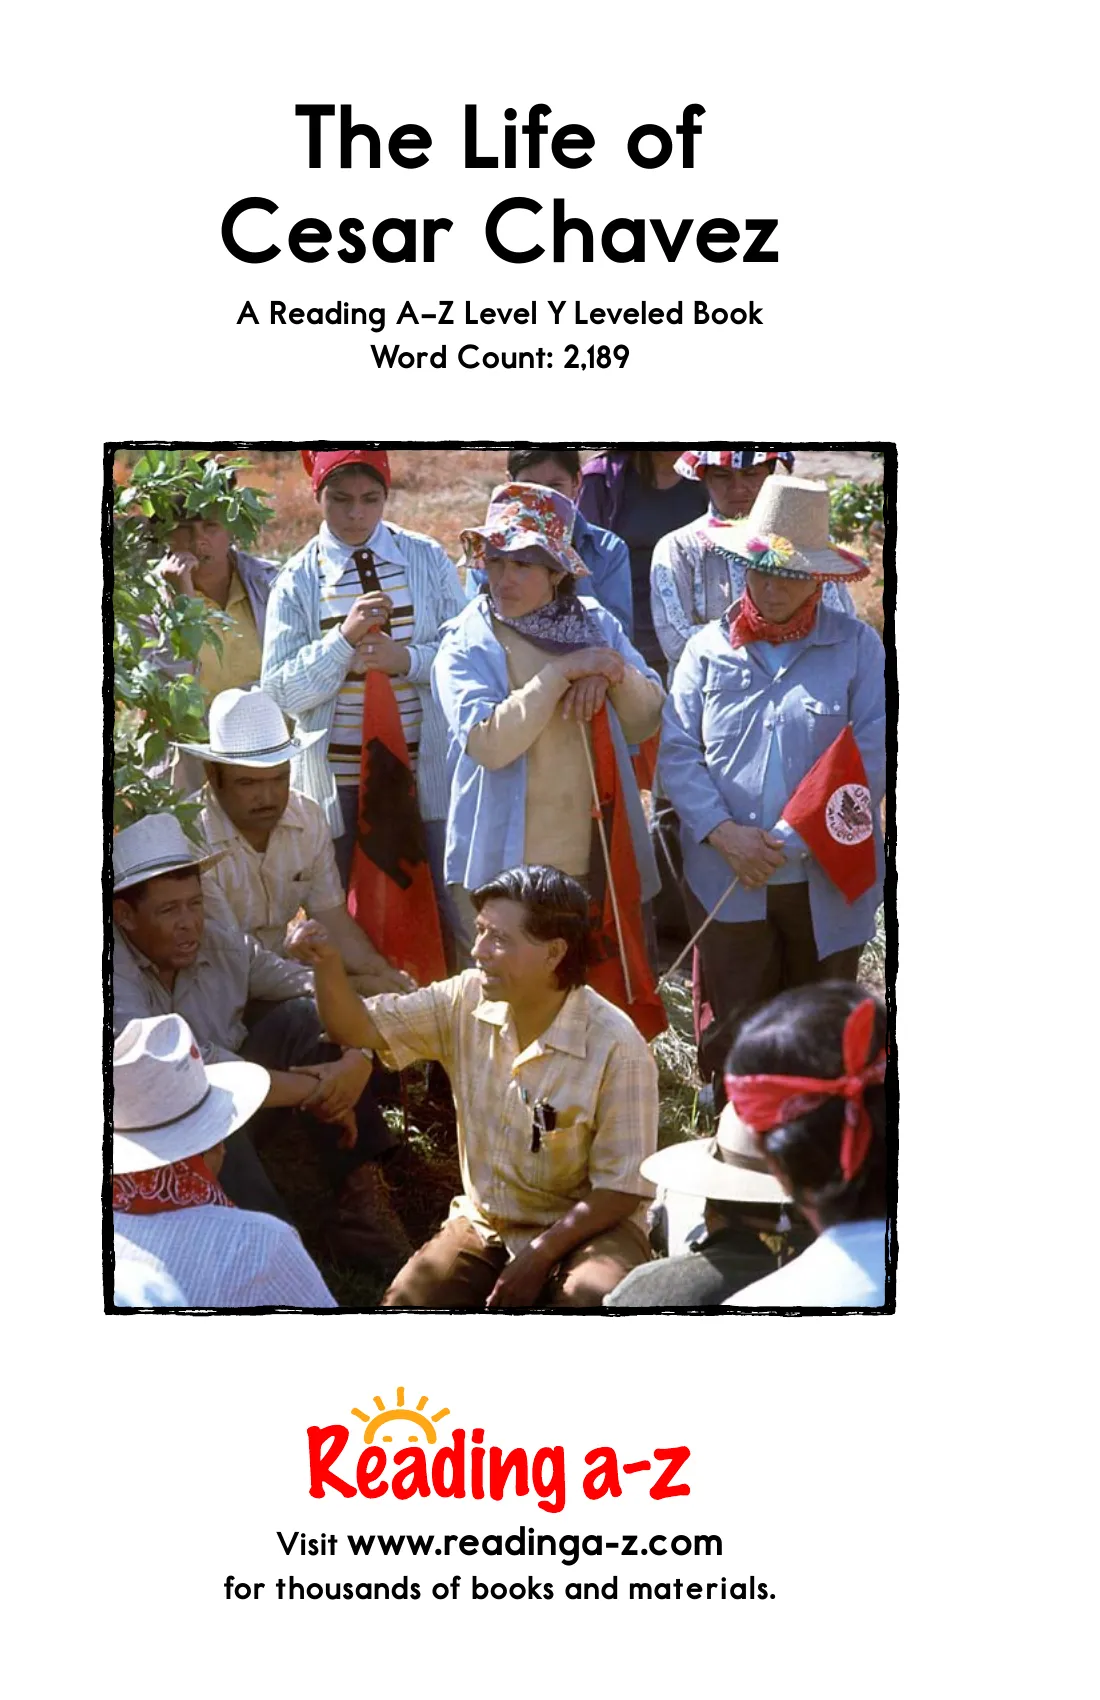 The Life of
Cesar Chavez
A Reading A–Z Level Y Leveled Book
Word Count: 2,189
Reading a-z
Visit www.readinga-z.com
for thousands of books and materials.